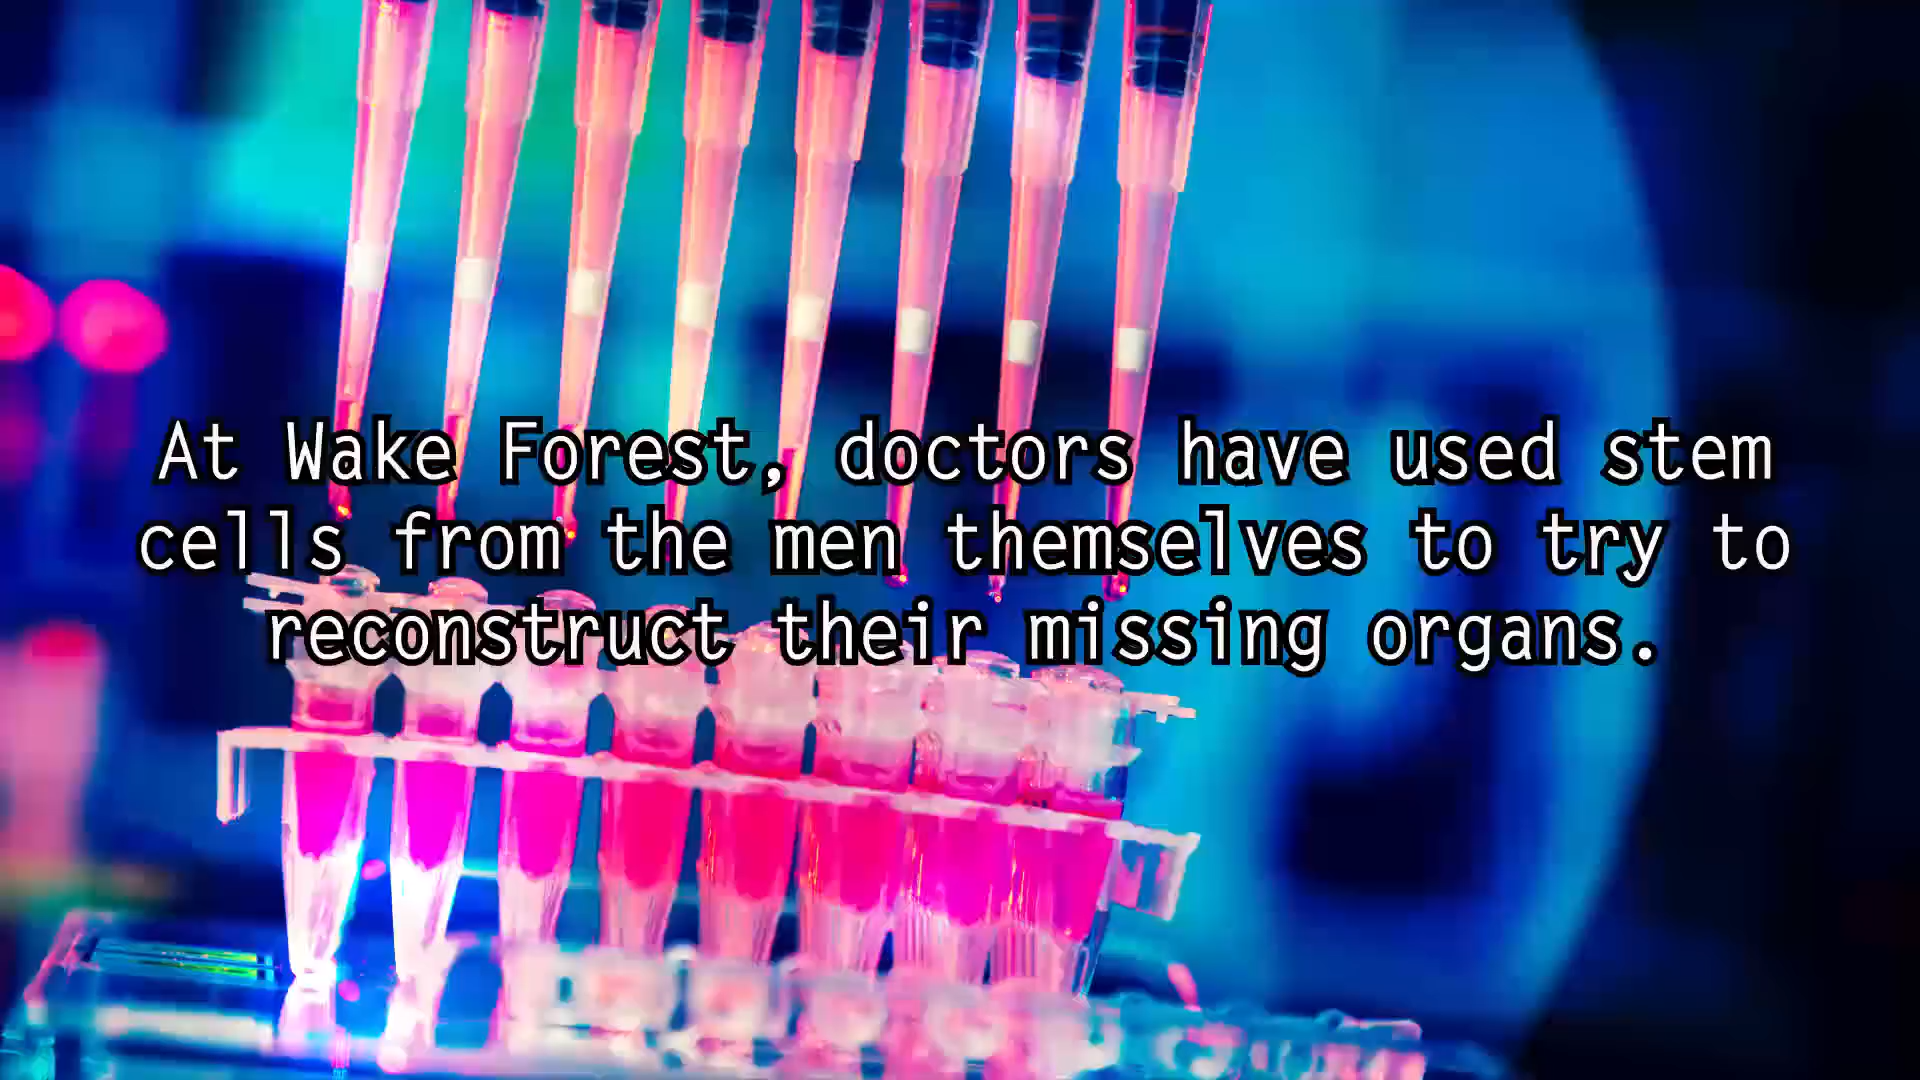 At Wake Forest, doctors have used stem
cells from the men themselves to try to
reconstruct their missing organs.